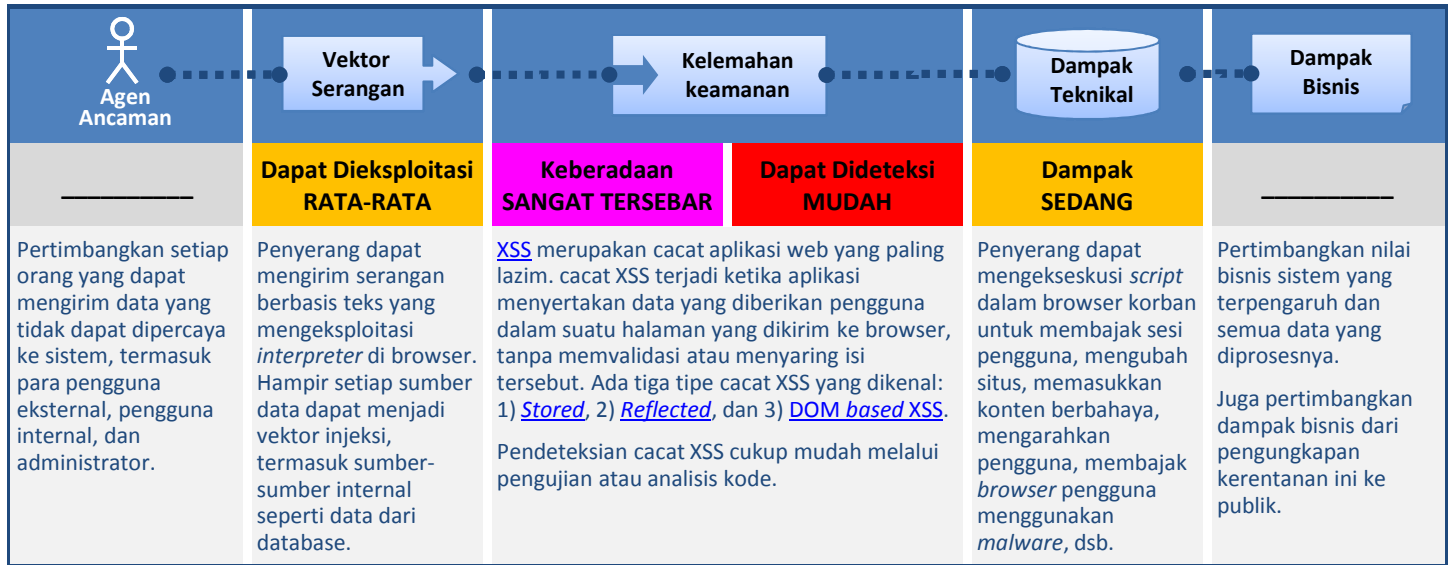 Agen
Ancaman
Vektor
Serangan
Kelemahan
keamanan
Dampak
Teknikal
Dampak
Bisnis
__________
Dapat Dieksploitasi
RATA-RATA
Keberadaan
SANGAT TERSEBAR
Dapat Dideteksi
MUDAH
Dampak
SEDANG
__________
Pertimbangkan setiap
orang yang dapat
mengirim data yang
tidak dapat dipercaya
ke sistem, termasuk
para pengguna
eksternal, pengguna
internal, dan
administrator.
Penyerang dapat
mengirim serangan
berbasis teks yang
mengeksploitasi
interpreter di browser.
Hampir setiap sumber
data dapat menjadi
vektor injeksi,
termasuk sumber-
sumber internal
seperti data dari
database.
XSS merupakan cacat aplikasi web yang paling
lazim. cacat XSS terjadi ketika aplikasi
menyertakan data yang diberikan pengguna
dalam suatu halaman yang dikirim ke browser,
tanpa memvalidasi atau menyaring isi
tersebut. Ada tiga tipe cacat XSS yang dikenal:
1) Stored, 2) Reflected, dan 3) DOM based XSS.
Pendeteksian cacat XSS cukup mudah melalui
pengujian atau analisis kode.
Penyerang dapat
mengekseskusi script
dalam browser korban
untuk membajak sesi
pengguna, mengubah
situs, memasukkan
konten berbahaya,
mengarahkan
pengguna, membajak
browser pengguna
menggunakan
malware, dsb.
Pertimbangkan nilai
bisnis sistem yang
terpengaruh dan
semua data yang
diprosesnya.
Juga pertimbangkan
dampak bisnis dari
pengungkapan
kerentanan ini ke
publik.